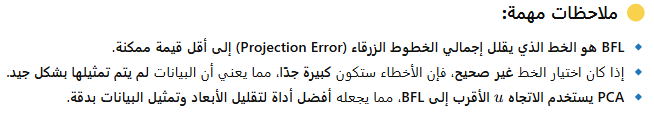 ملاحظات مهمة:
BFL هو الخط الذي يقلل إجمالي الخطوط الزرقاء (Projection Error) إلى أقل قيمة ممكنة.
إذا كان اختيار الخط غير صحيح، فإن الأخطاء ستكون كبيرة جدًا، مما يعني أن البيانات لم يتم تمثيلها بشكل جيد.
PCA يستخدم الاتجاه u الأقرب إلى BFL، مما يجعله أفضل أداة لتقليل الأبعاد وتمثيل البيانات بدقة.